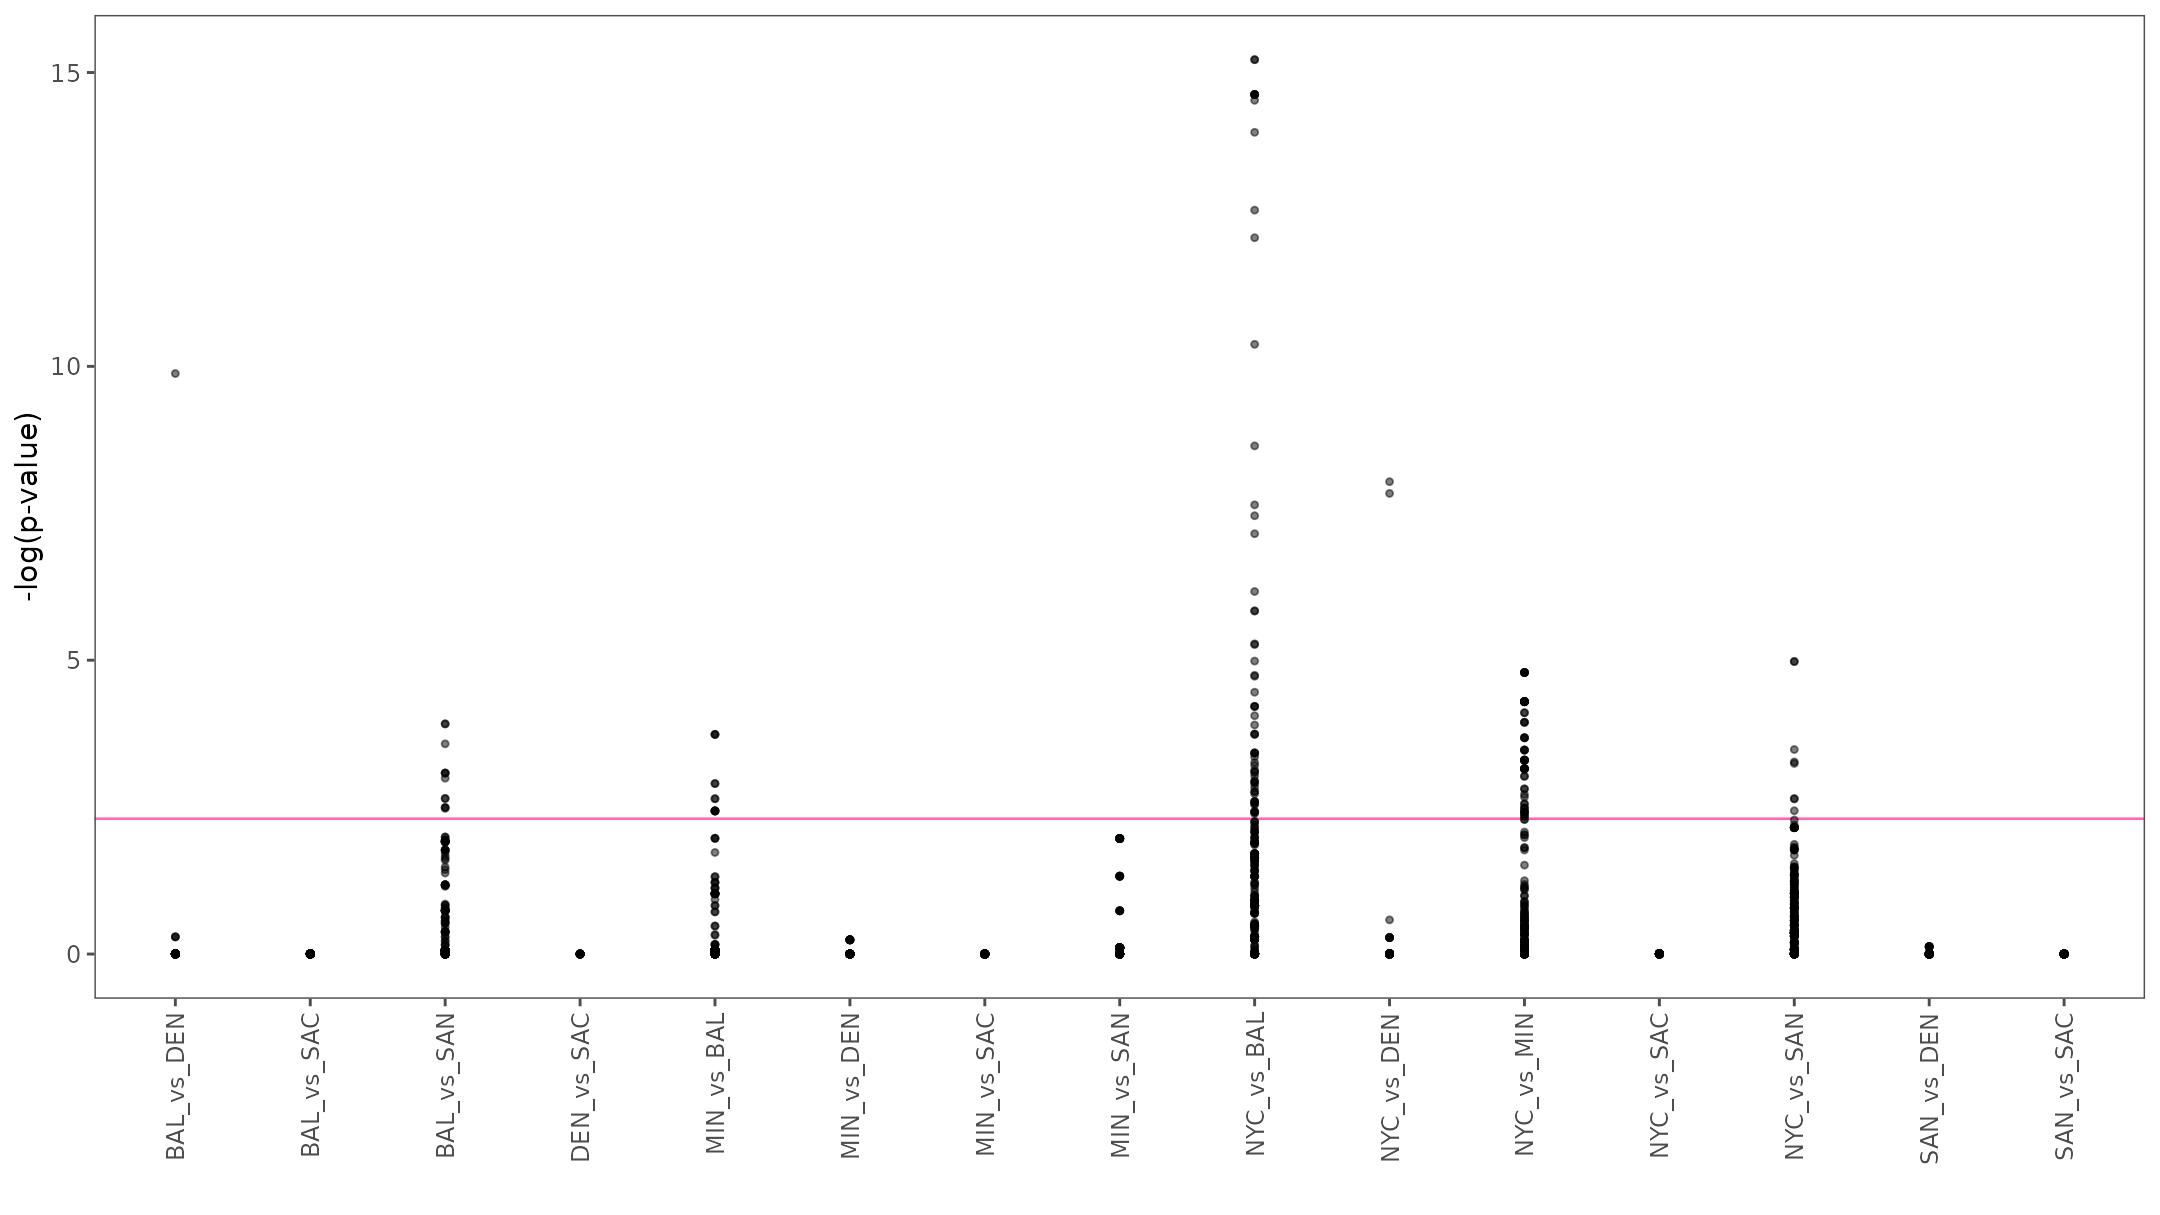 -log(p-value)
15
10
5
0
BAL_vs_DEN
BAL_vs_SAC
BAL_vs_SAN
DEN_vs_SAC
MIN_vs_BAL
MIN_vs_DEN
MIN_vs_SAC
MIN_vs_SAN
NYC_vs_BAL
NYC_vs_DEN
NYC_vs_MIN
NYC_vs_SAC
NYC_vs_SAN
SAN_vs_DEN
SAN_vs_SAC